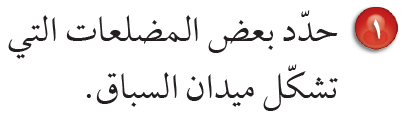 ١ حدّد بعض المضلعات التي
تشكّل ميدان السباق.